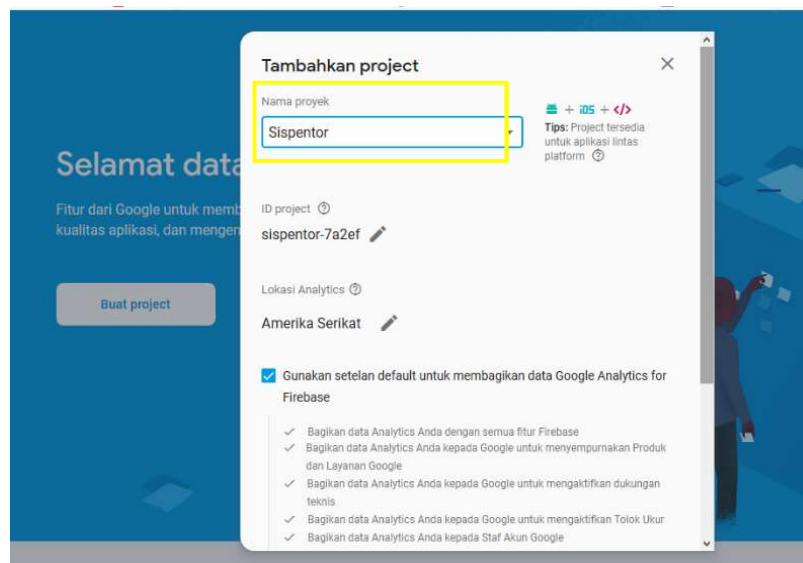 Tambahkan project
Nama proyek
Sispentor
+ iOS + </>
Tips: Project tersedia
untuk aplikasi lintas
platform
Selamat data
Fitur dari Google untuk memb
kualitas aplikasi, dan mengem
Buat project
ID project
sispentor-7a2ef
Lokasi Analytics
Amerika Serikat
Gunakan setelan default untuk membagikan data Google Analytics for
Firebase
Bagikan data Analytics Anda dengan semua fitur Firebase
Bagikan data Analytics Anda kepada Google untuk menyempurnakan Produk
dan Layanan Google
Bagikan data Analytics Anda kepada Google untuk mengaktifkan dukungan
teknis
Bagikan data Analytics Anda kepada Google untuk mengaktifkan Tolok Ukur
Bagikan data Analytics Anda kepada Staf Akun Google